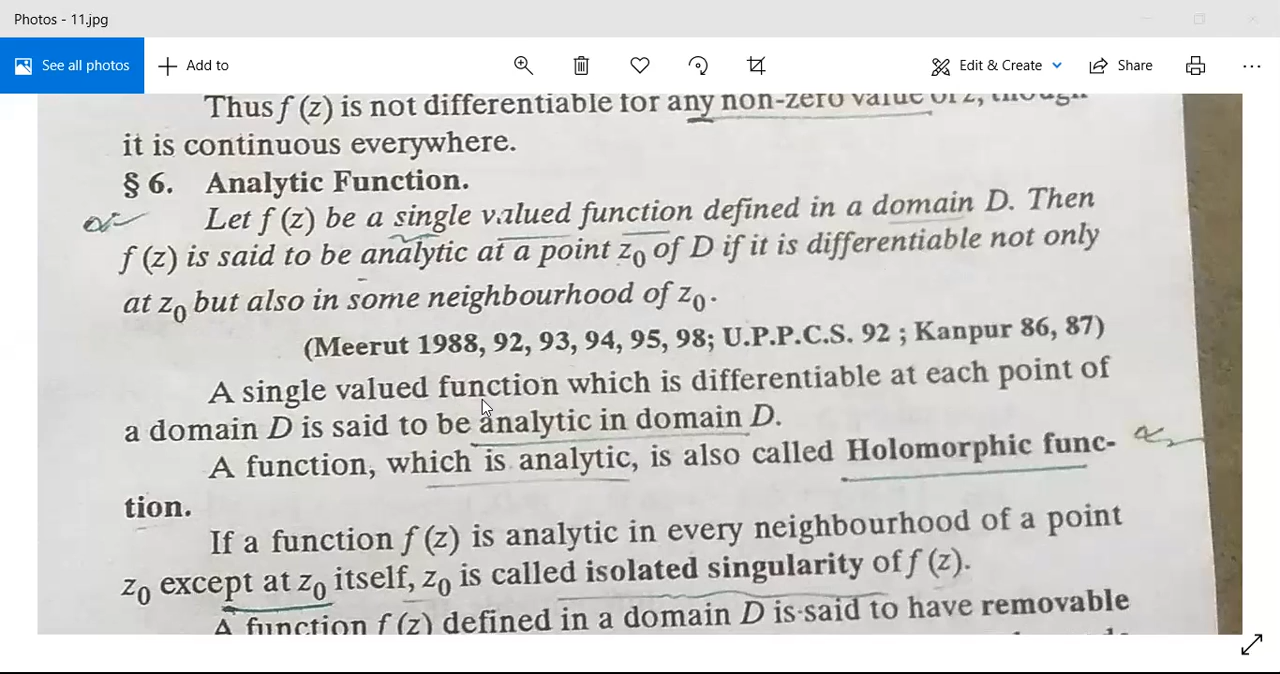 Photos - 11.jpg
See all photos
Add to
Edit & Create
Share
Thus f (z) is not differentiable for any non-zero value of z, though
it is continuous everywhere.
§ 6. Analytic Function.
Let f (z) be a single valued function defined in a domain D. Then
f (z) is said to be analytic at a point z₀ of D if it is differentiable not only
at z₀ but also in some neighbourhood of z₀.
(Meerut 1988, 92, 93, 94, 95, 98; U.P.P.C.S. 92 ; Kanpur 86, 87)
A single valued function which is differentiable at each point of
a domain D is said to be analytic in domain D.
A function, which is analytic, is also called Holomorphic func-
tion.
If a function f (z) is analytic in every neighbourhood of a point
z₀ except at z₀ itself, z₀ is called isolated singularity of f (z).
A function f (z) defined in a domain D is said to have removable